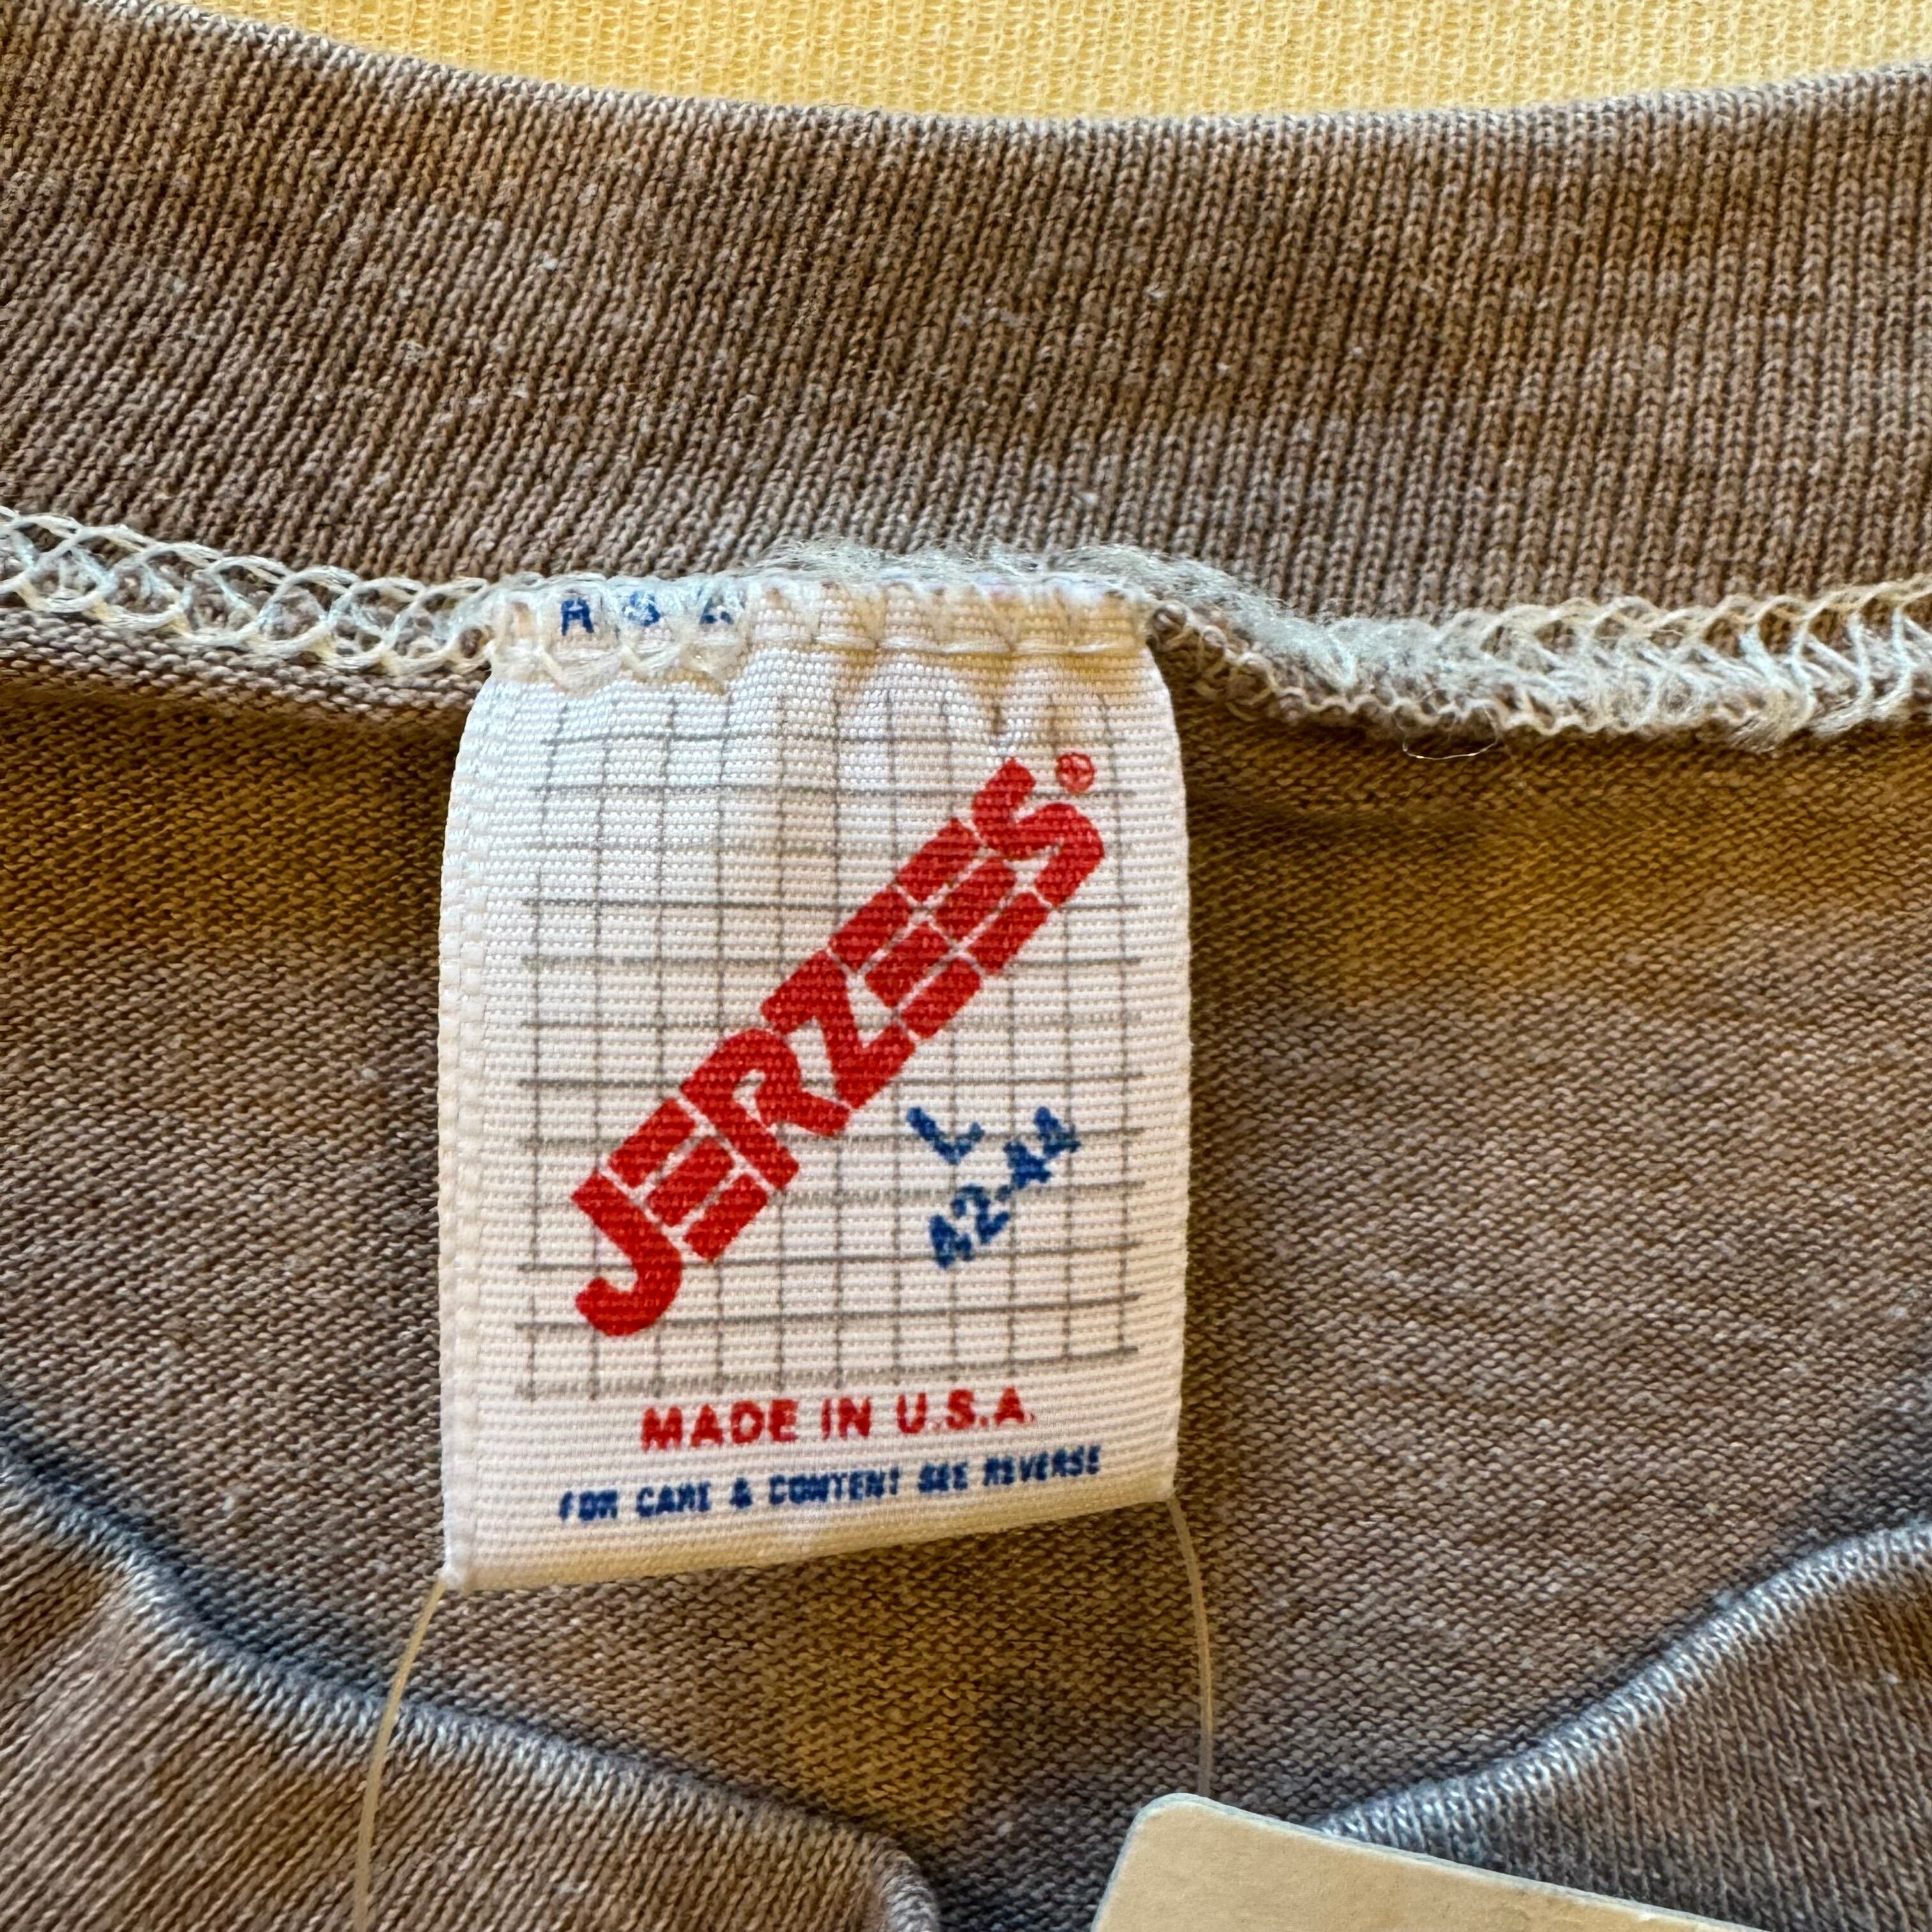 JERZEES®
L
42-44
MADE IN U.S.A.
FOR CARE & CONTENT SEE REVERSE